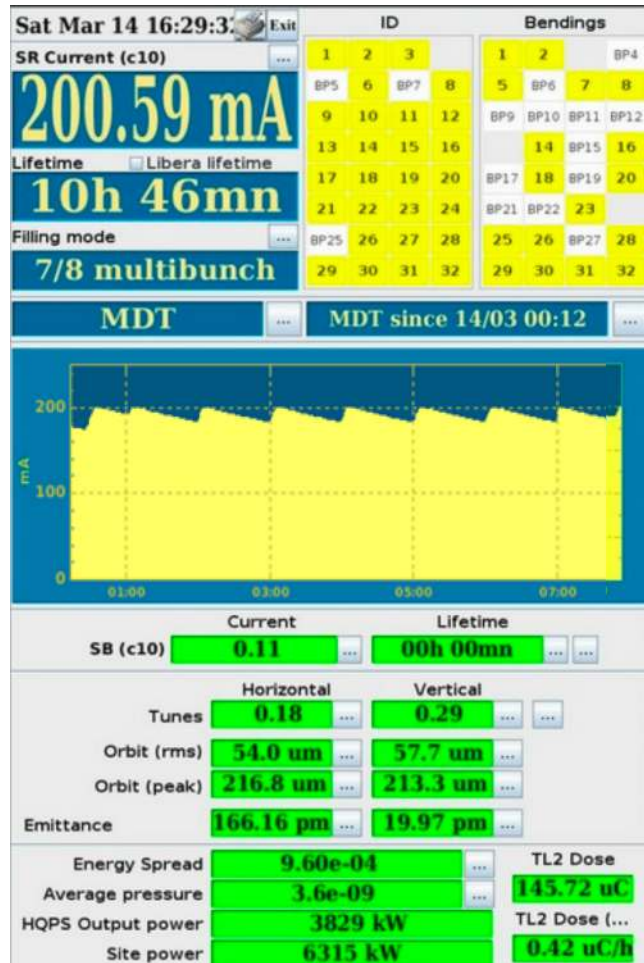 Sat Mar 14 16:29:3 Exit
ID
Bendings
SR Current (c10) ...
200.59 mA
Lifetime Libera lifetime
10h 46mn
Filling mode ...
7/8 multibunch
1 2 3
BP5 6 BP7 8
9 10 11 12
13 14 15 16
17 18 19 20
21 22 23 24
BP25 26 27 28
29 30 31 32
1 2 BP4
5 BP6 7 8
BP9 BP10 BP11 BP12
14 BP15 16
BP17 18 BP19 20
BP21 BP22 23
25 26 BP27 28
29 30 31 32
MDT ... MDT since 14/03 00:12 ...
200
mA
100
0
01:00 03:00 05:00 07:00
Current Lifetime
SB (c10) 0.11 ... 00h 00mn ... ...
Horizontal Vertical
Tunes 0.18 ... 0.29 ... ...
Orbit (rms) 54.0 um ... 57.7 um ...
Orbit (peak) 216.8 um ... 213.3 um ...
Emittance 166.16 pm ... 19.97 pm ...
Energy Spread 9.60e-04 ... TL2 Dose
Average pressure 3.6e-09 ... 145.72 uC
HQPS Output power 3829 kW TL2 Dose (...
Site power 6315 kW 0.42 uC/h